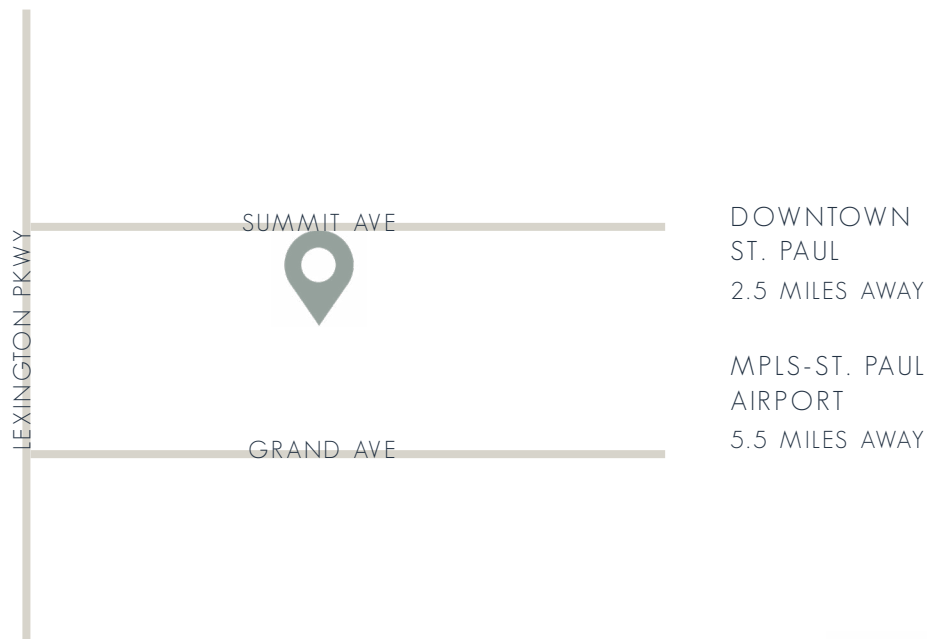 SUMMIT AVE
LEXINGTON PKWY
GRAND AVE
DOWNTOWN
ST. PAUL
2.5 MILES AWAY
MPLS-ST. PAUL
AIRPORT
5.5 MILES AWAY